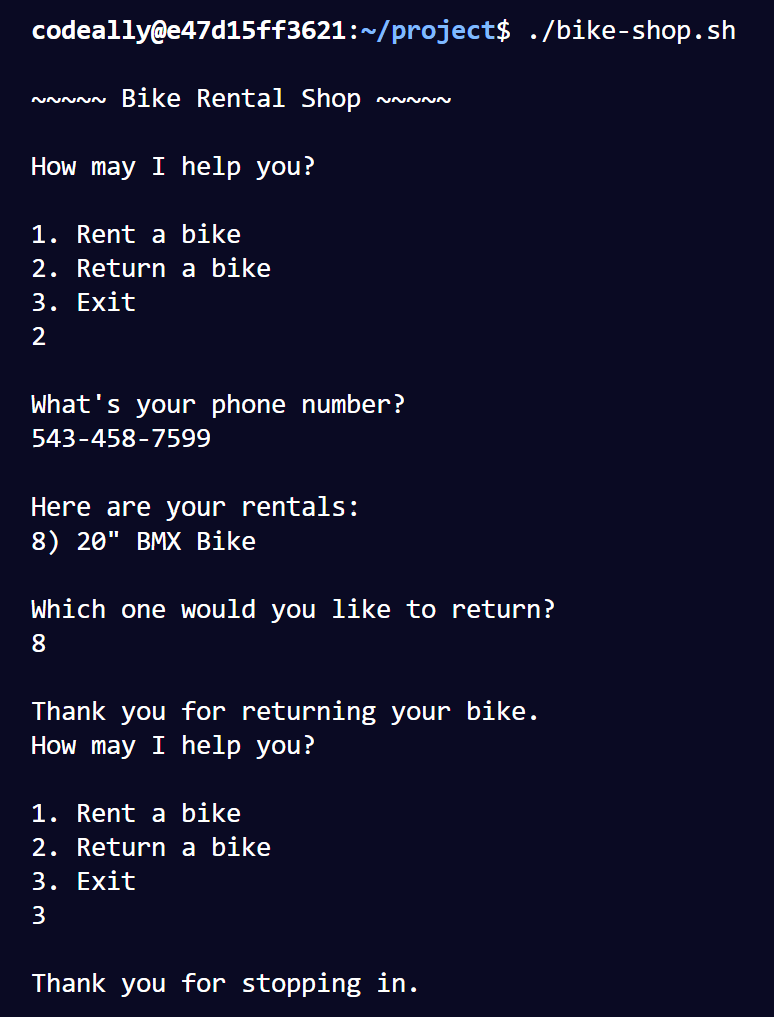 codeally@e47d15ff3621:~/project$ ./bike-shop.sh
~~~~~ Bike Rental Shop ~~~~~
How may I help you?
1. Rent a bike
2. Return a bike
3. Exit
2
What's your phone number?
543-458-7599
Here are your rentals:
8) 20" BMX Bike
Which one would you like to return?
8
Thank you for returning your bike.
How may I help you?
1. Rent a bike
2. Return a bike
3. Exit
3
Thank you for stopping in.